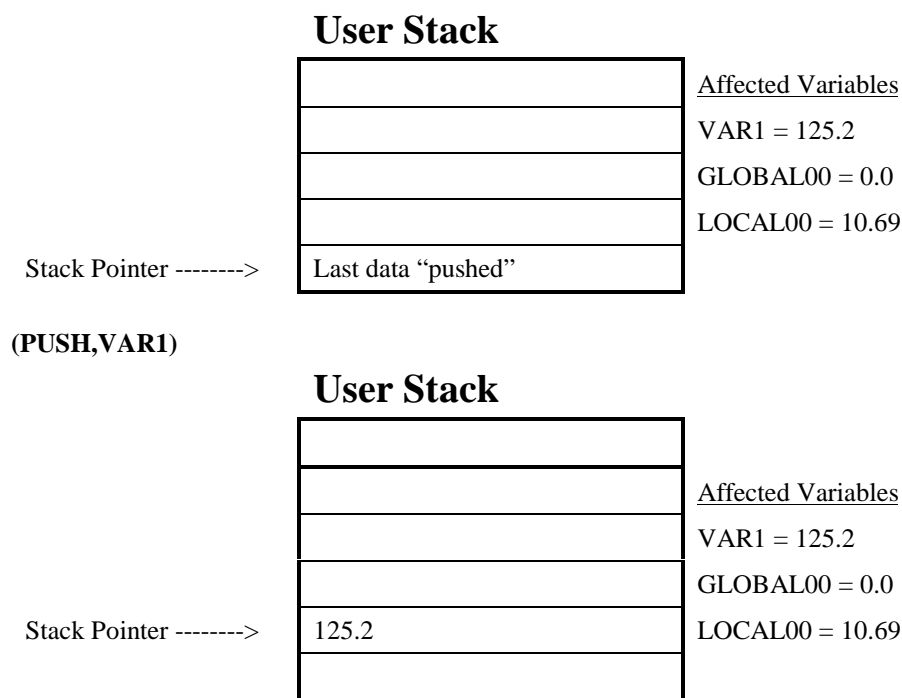 User Stack
Affected Variables
VAR1 = 125.2
GLOBAL00 = 0.0
LOCAL00 = 10.69
Stack Pointer --------> Last data “pushed”
(PUSH,VAR1)
User Stack
Affected Variables
VAR1 = 125.2
GLOBAL00 = 0.0
Stack Pointer --------> 125.2 LOCAL00 = 10.69